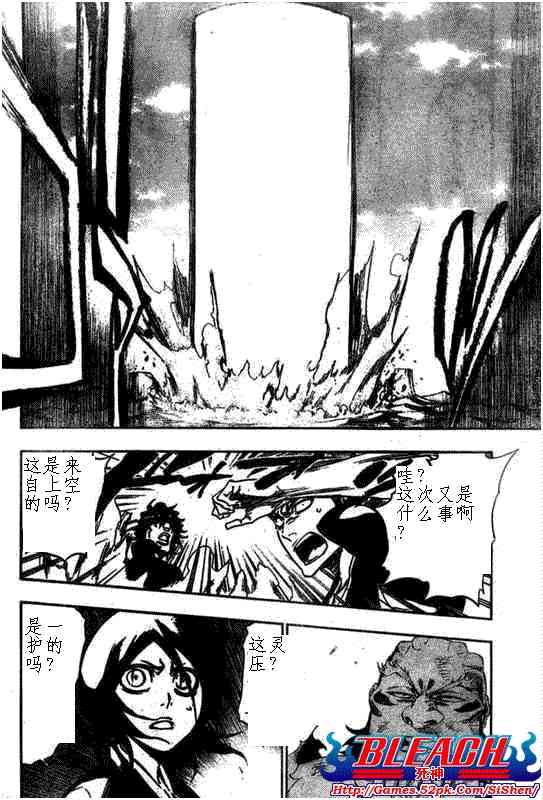 哇?
这次又是
什么事啊
?
这是来
自上空
的吗?
这灵
压?
是一的
护吗?
BLEACH
死神
Http://Games.52pk.Com/SiShen/